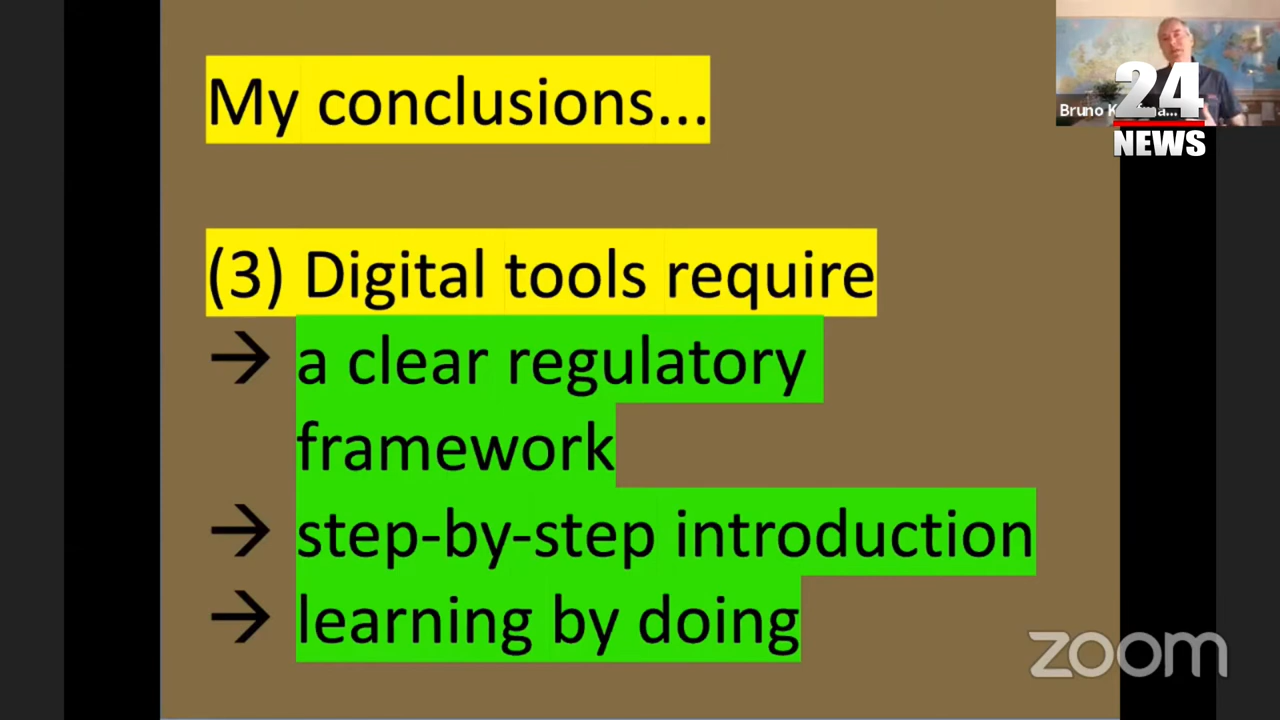 My conclusions...
(3) Digital tools require
→ a clear regulatory
framework
→ step-by-step introduction
→ learning by doing
Bruno
24
NEWS
zoom